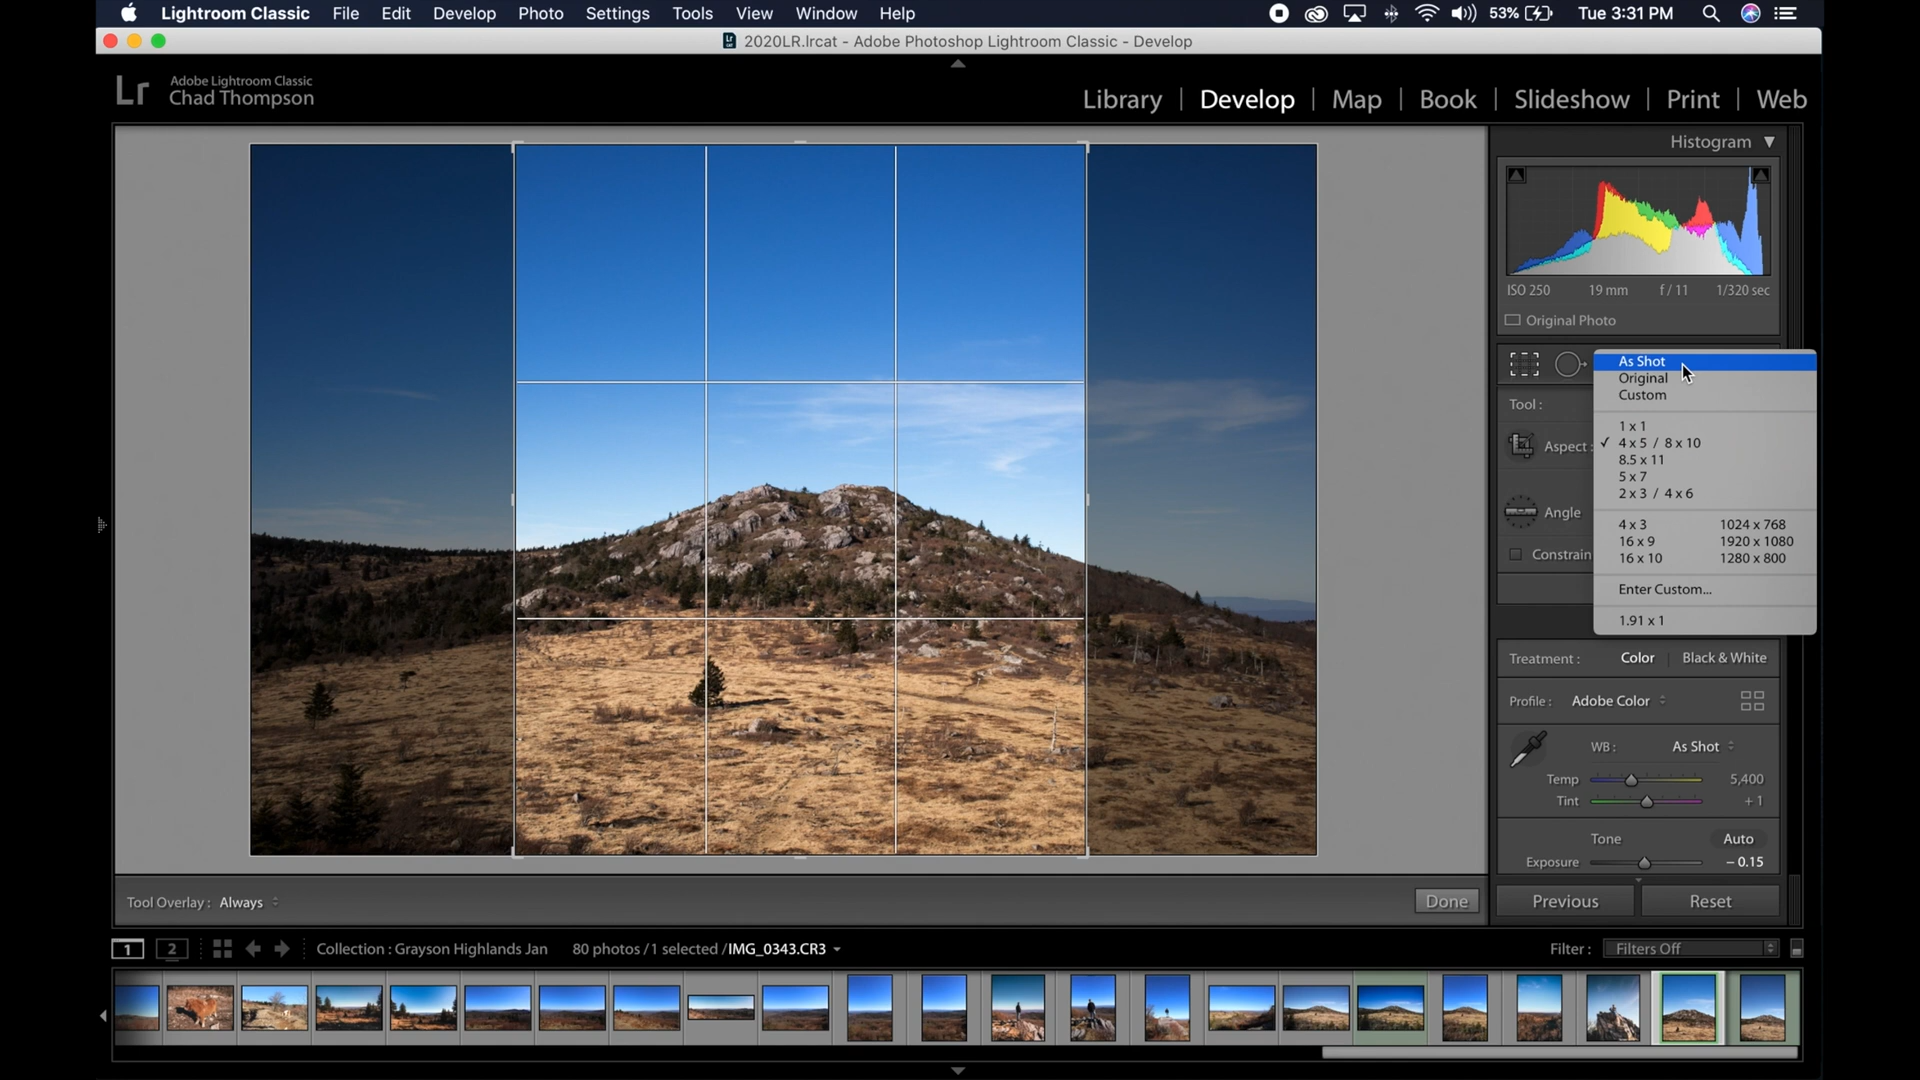 Lightroom Classic File Edit Develop Photo Settings Tools View Window Help 53% Tue 3:31 PM
Lr 2020LR.lrcat - Adobe Photoshop Lightroom Classic - Develop
Lr Adobe Lightroom Classic
Chad Thompson
Library | Develop | Map | Book | Slideshow | Print | Web
Histogram
ISO 250 19 mm f / 11 1/320 sec
Original Photo
As Shot
Original
Custom
Tool :
1 x 1
Aspect :
4 x 5 / 8 x 10
8.5 x 11
5 x 7
2 x 3 / 4 x 6
Angle
4 x 3 1024 x 768
16 x 9 1920 x 1080
16 x 10 1280 x 800
Constrain
Enter Custom...
1.91 x 1
Treatment : Color | Black & White
Profile : Adobe Color
WB : As Shot
Temp 5,400
Tint + 1
Tone Auto
Exposure − 0.15
Tool Overlay : Always Done Previous Reset
1 2 Collection : Grayson Highlands Jan 80 photos / 1 selected / IMG_0343.CR3 Filter : Filters Off